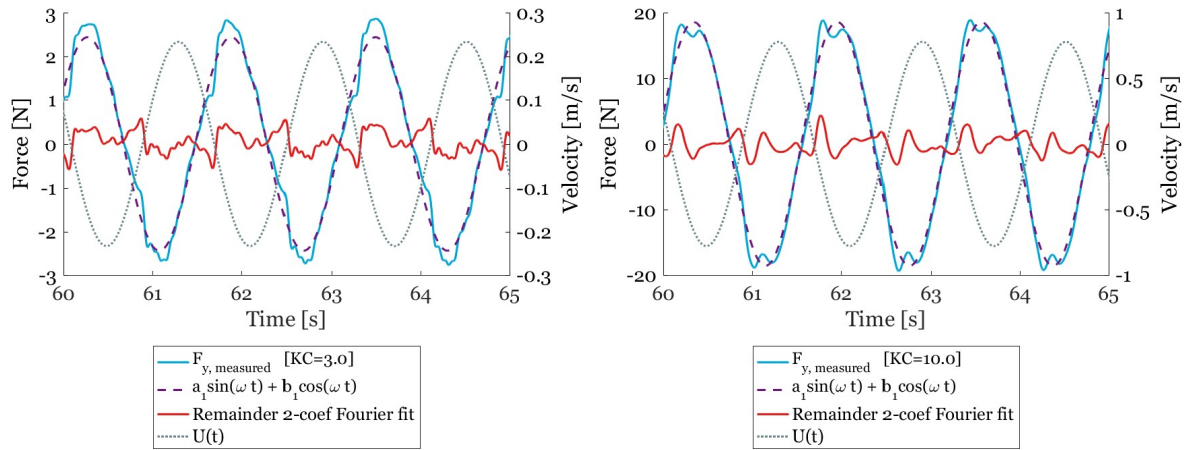 3
2
1
0
-1
-2
-3
Force [N]
0.3
0.2
0.1
0
-0.1
-0.2
-0.3
Velocity [m/s]
60 61 62 63 64 65
Time [s]
F y, measured [KC=3.0]
a1sin(ω t) + b1cos(ω t)
Remainder 2-coef Fourier fit
U(t)
20
10
0
-10
-20
Force [N]
1
0.5
0
-0.5
-1
Velocity [m/s]
60 61 62 63 64 65
Time [s]
F y, measured [KC=10.0]
a1sin(ω t) + b1cos(ω t)
Remainder 2-coef Fourier fit
U(t)